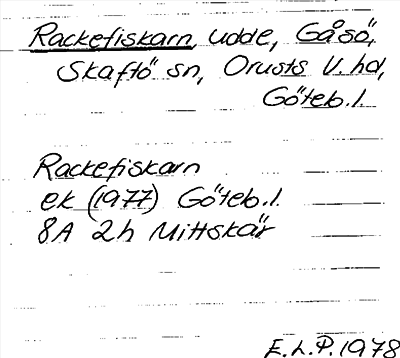 Rackefiskarn, udde, Gåsö,
Skaftö sn, Orusts V. hd,
Göteb. l.
Rackefiskarn
ek (1977) Göteb. l.
8A 2h Mittskär
E.L.P. 1978